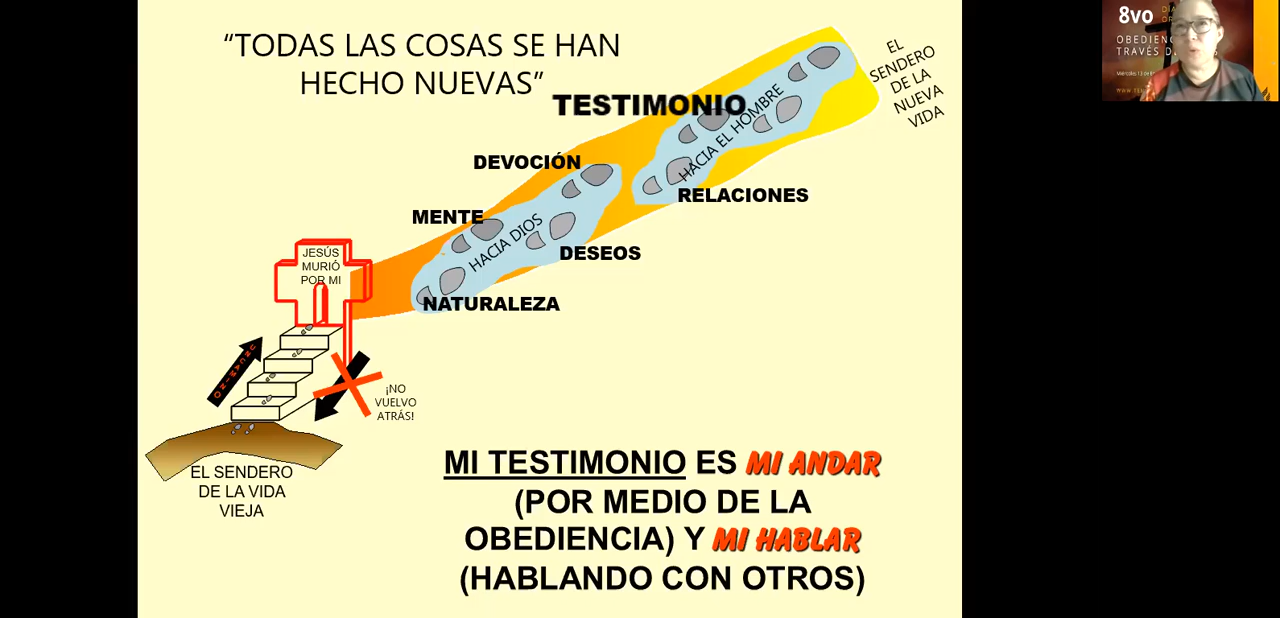 “TODAS LAS COSAS SE HAN
HECHO NUEVAS”
TESTIMONIO
DEVOCIÓN
MENTE
HACIA DIOS
DESEOS
NATURALEZA
HACIA EL HOMBRE
RELACIONES
EL
SENDERO
DE LA
NUEVA
VIDA
JESÚS
MURIÓ
POR MI
UN CAMINO
¡NO
VUELVO
ATRÁS!
EL SENDERO
DE LA VIDA
VIEJA
MI TESTIMONIO ES MI ANDAR
(POR MEDIO DE LA
OBEDIENCIA) Y MI HABLAR
(HABLANDO CON OTROS)
8vo